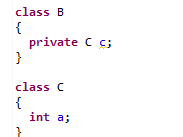 class B
{
  private C c;
}
class C
{
  int a;
}